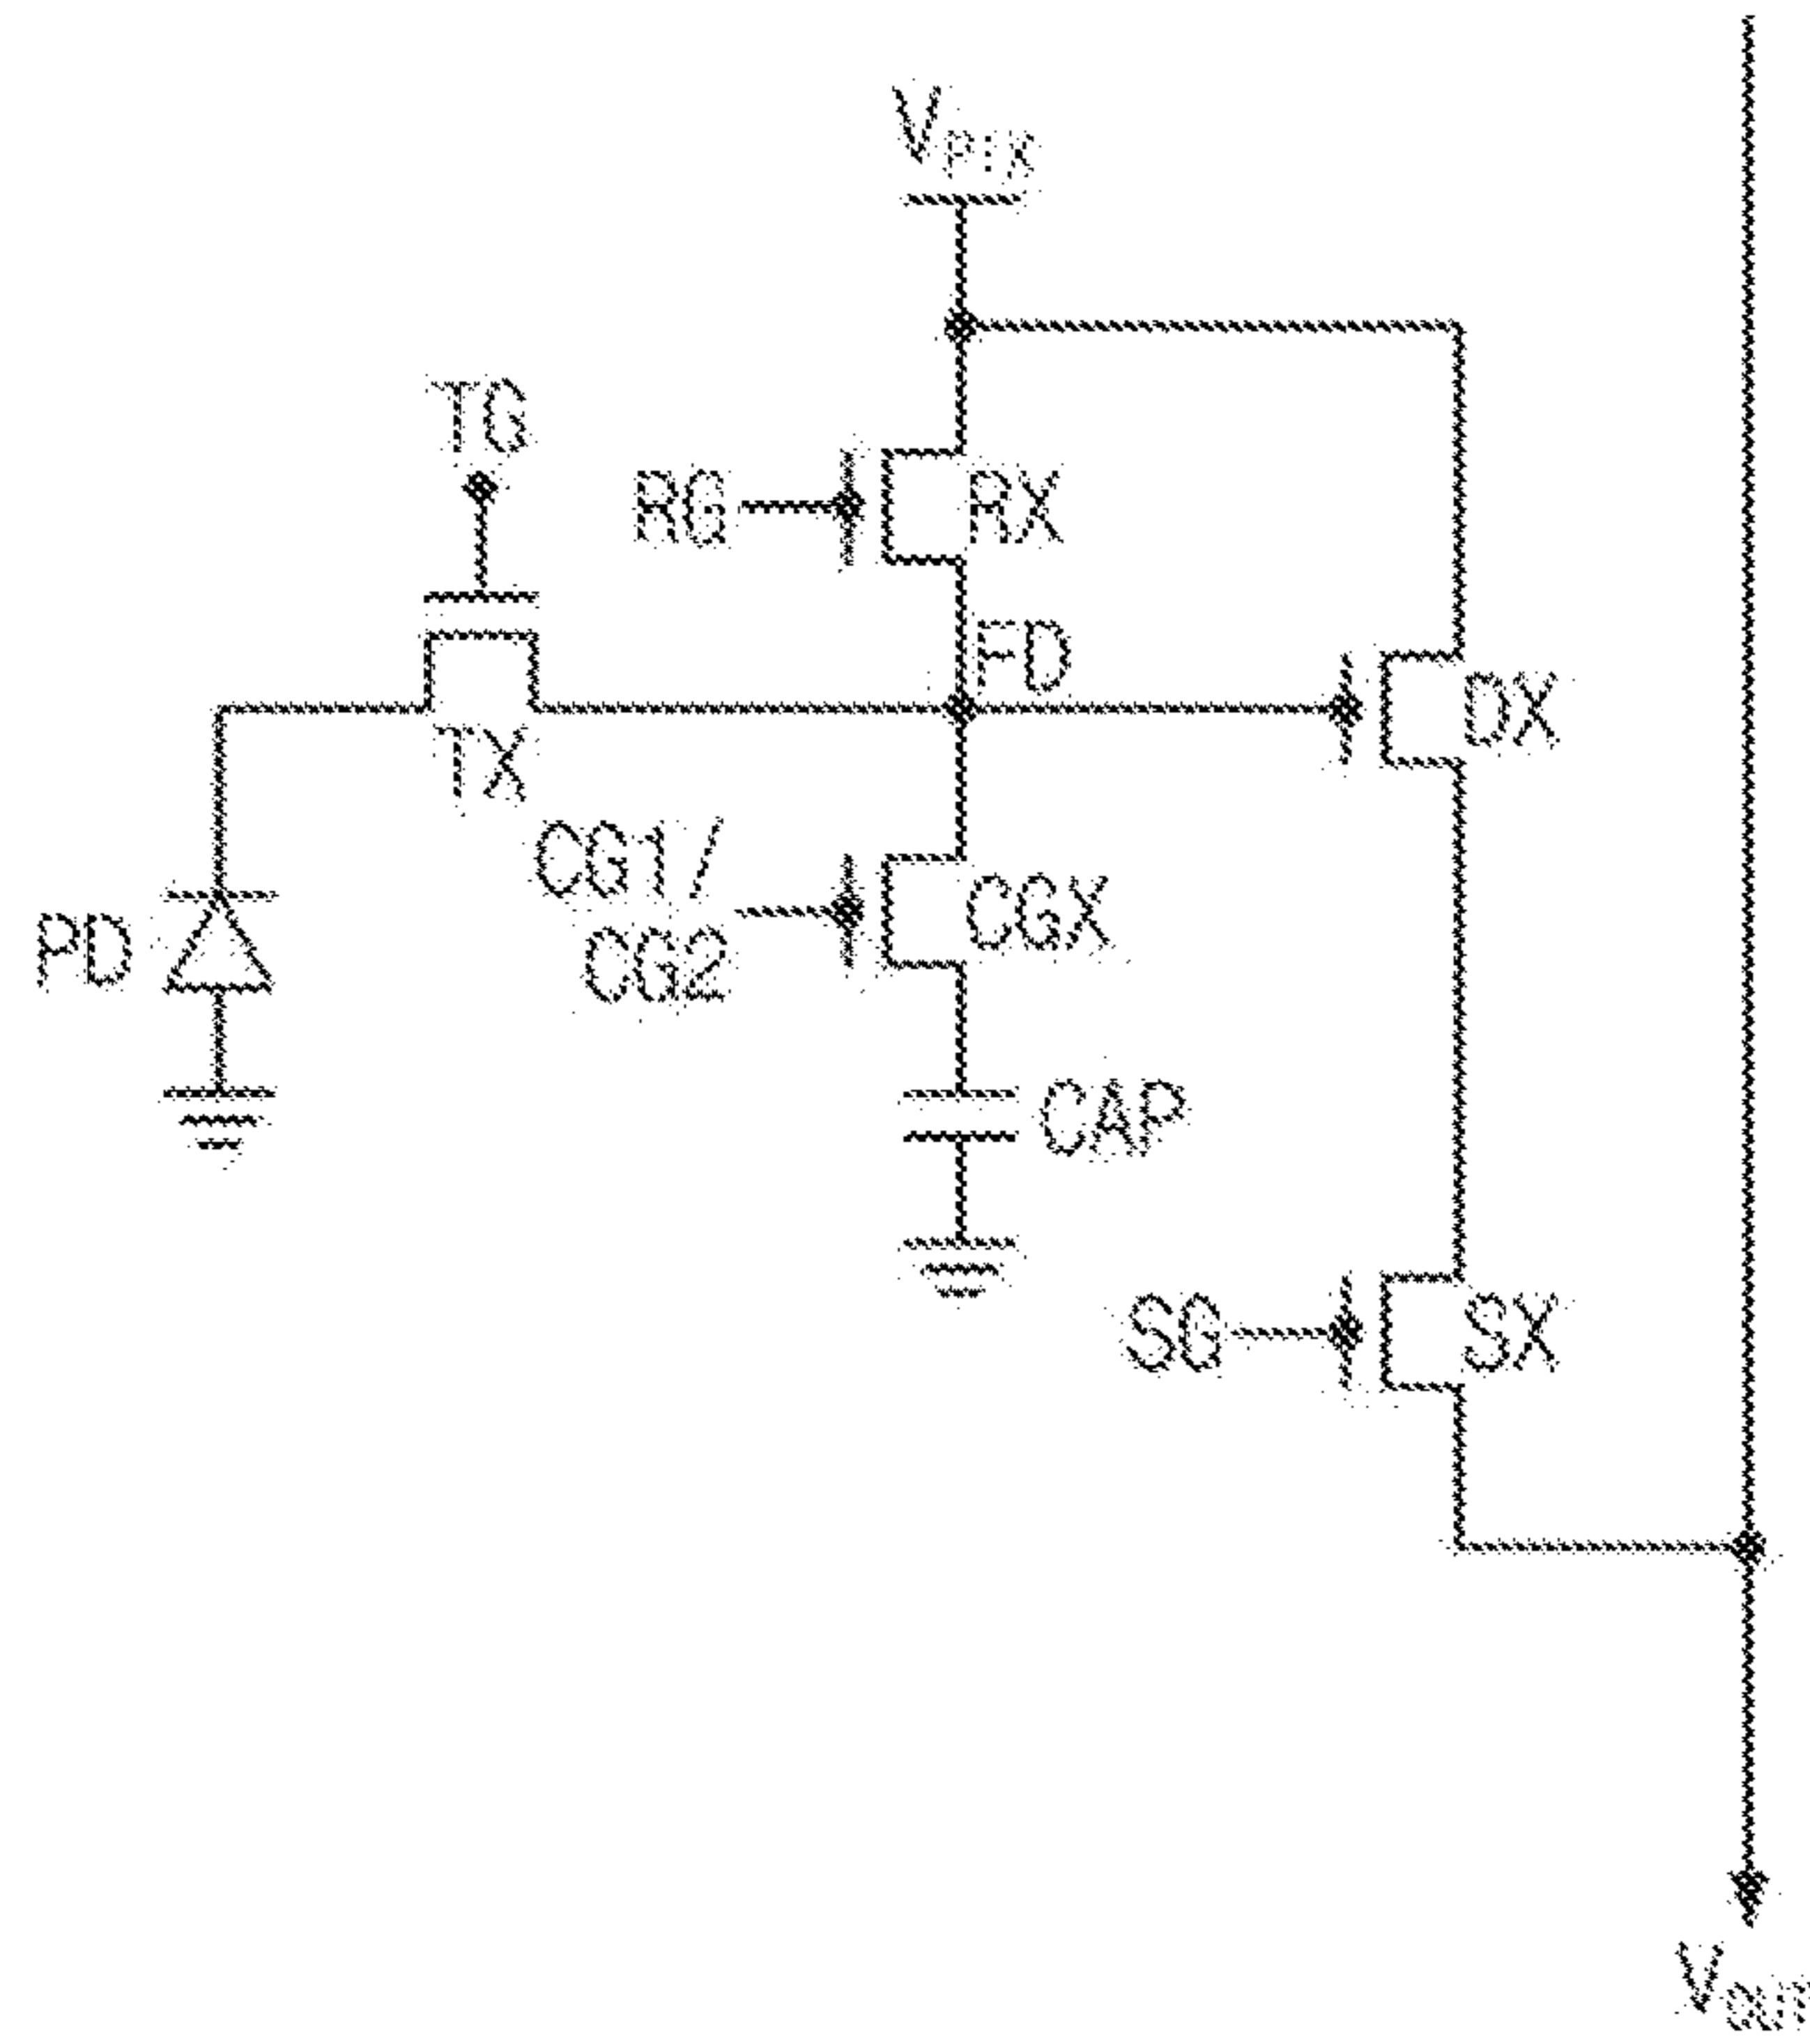 VPIX
TG
RG
RX
FD
DX
TX
CG1/
CG2
CGX
PD
CAP
SG
SX
VOUT